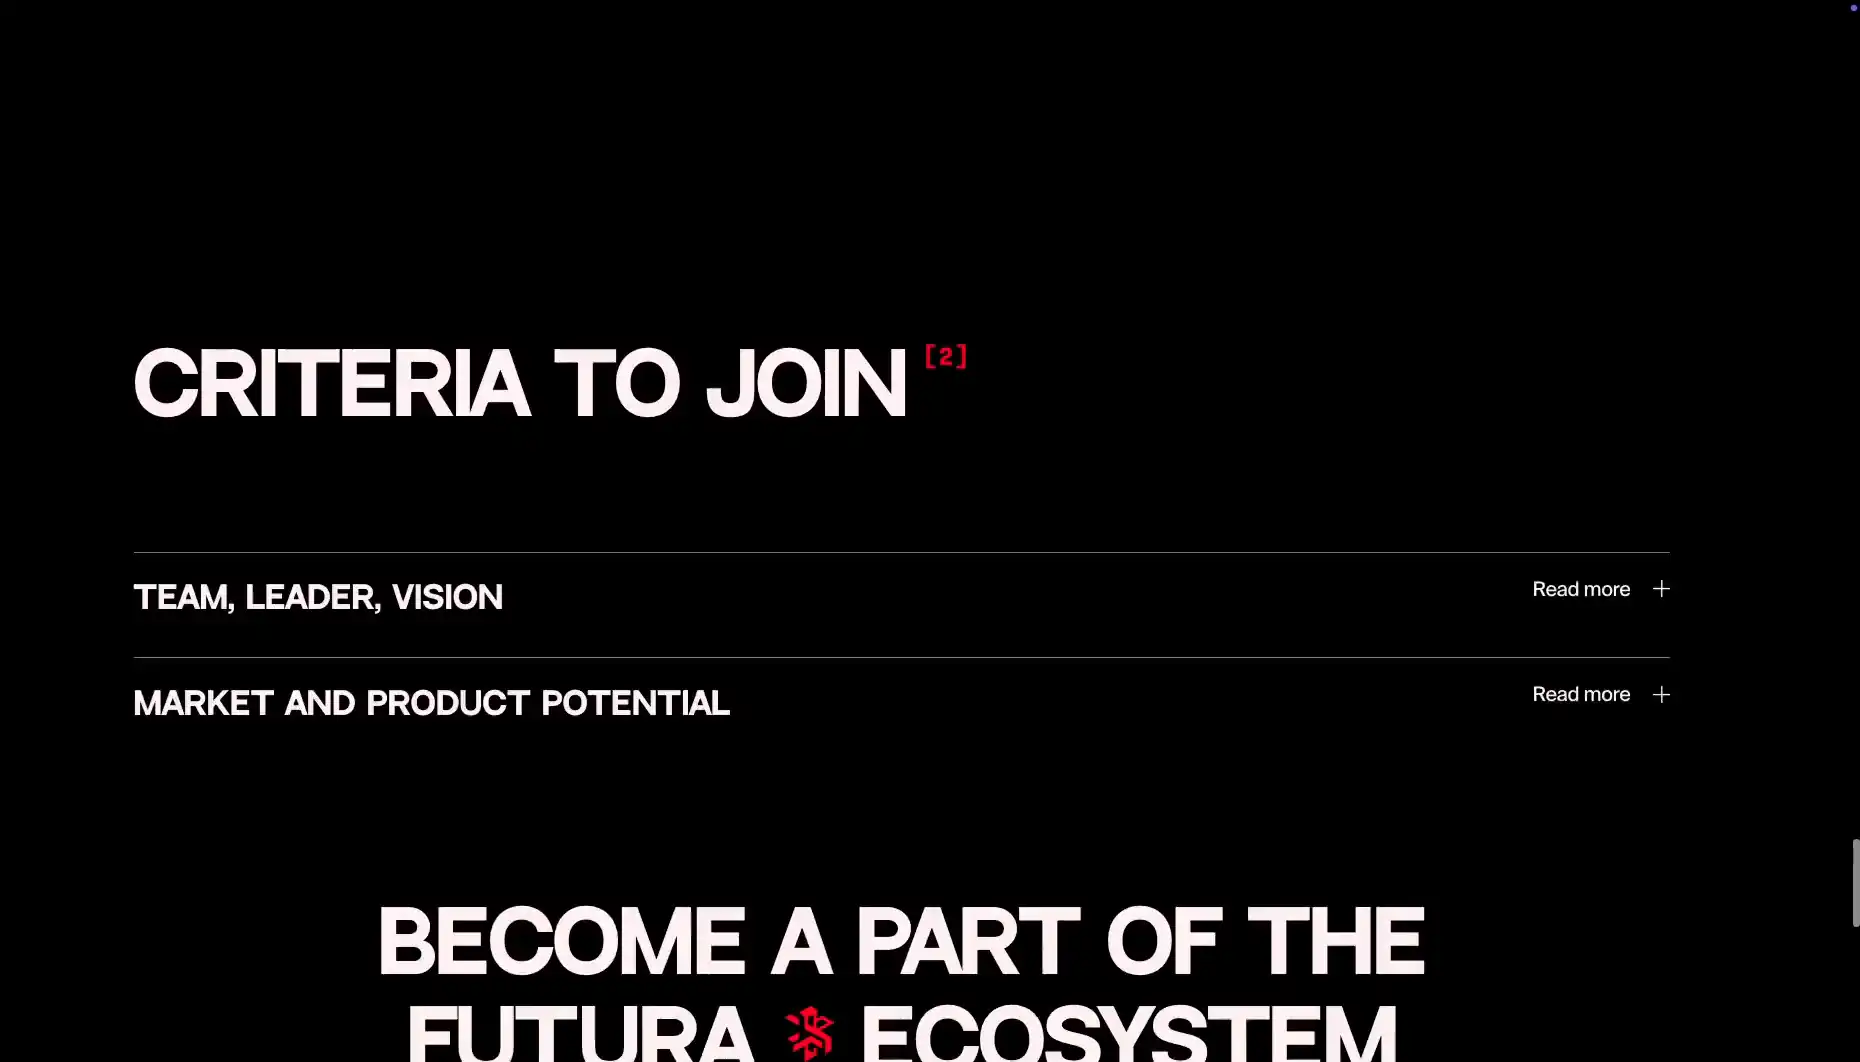 CRITERIA TO JOIN [2]
TEAM, LEADER, VISION
Read more
MARKET AND PRODUCT POTENTIAL
Read more
BECOME A PART OF THE
FUTURA ECOSYSTEM